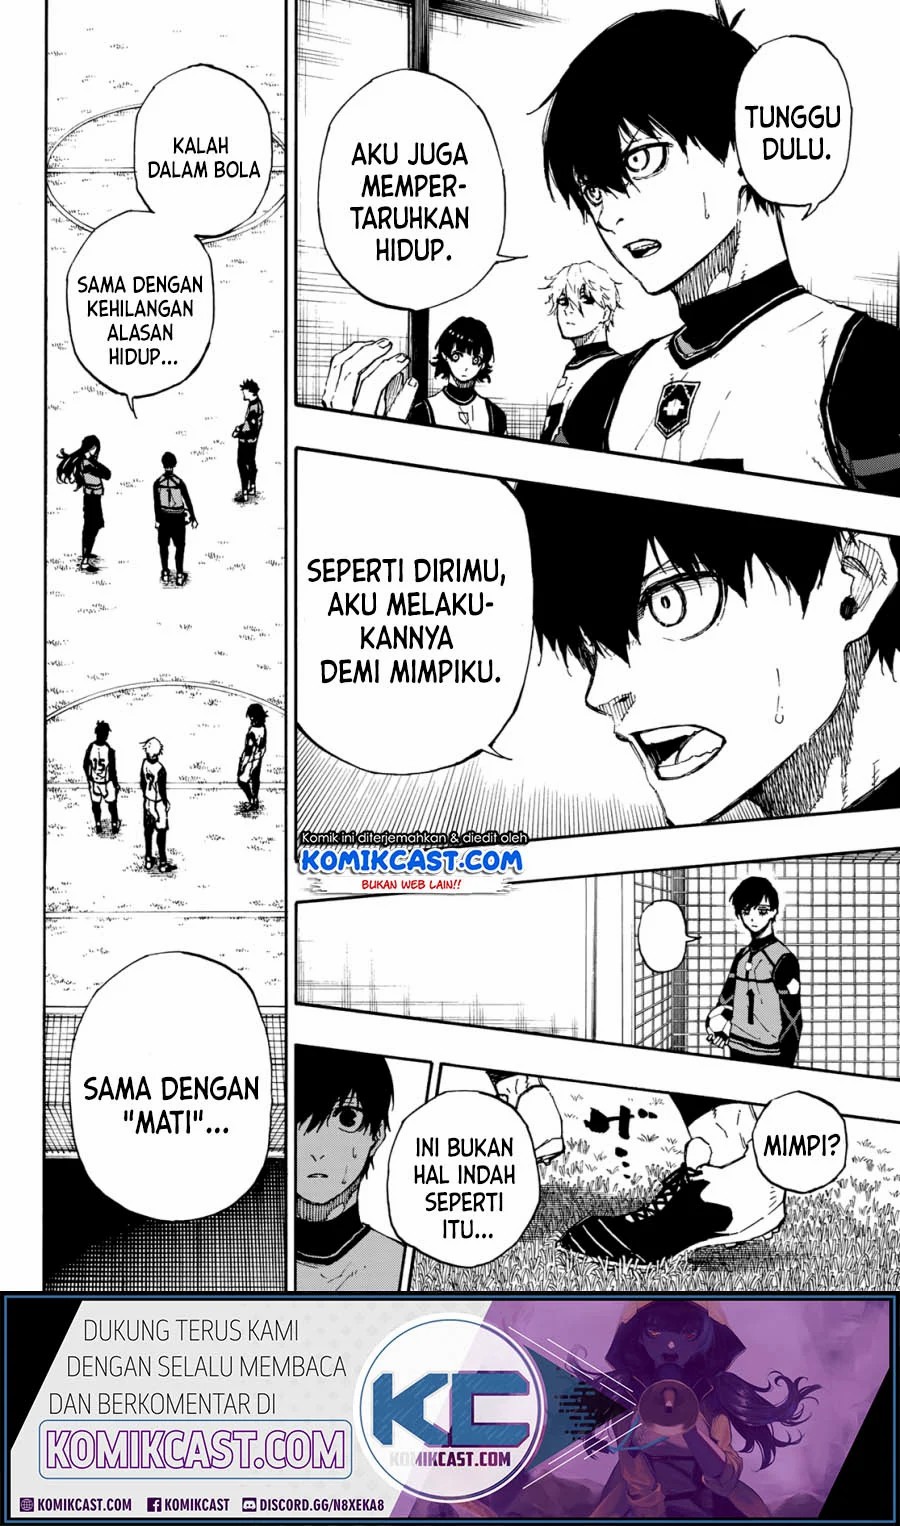 TUNGGU
DULU.
AKU JUGA
MEMPER-
TARUHKAN
HIDUP.
SEPERTI DIRIMU,
AKU MELAKU-
KANNYA
DEMI MIMPIKU.
Komik ini diterjemahkan & diedit oleh
KOMIKCAST.COM
BUKAN WEB LAIN!!
1
MIMPI?
INI BUKAN
HAL INDAH
SEPERTI
ITU...
KALAH
DALAM BOLA
SAMA DENGAN
KEHILANGAN
ALASAN
HIDUP...
1
15
SAMA DENGAN
"MATI"...
DUKUNG TERUS KAMI
DENGAN SELALU MEMBACA
DAN BERKOMENTAR DI
KOMIKCAST.COM
KC
KOMIKCAST.COM
KOMIKCAST.COM
KOMIKCAST
DISCORD.GG/N8XEKA8